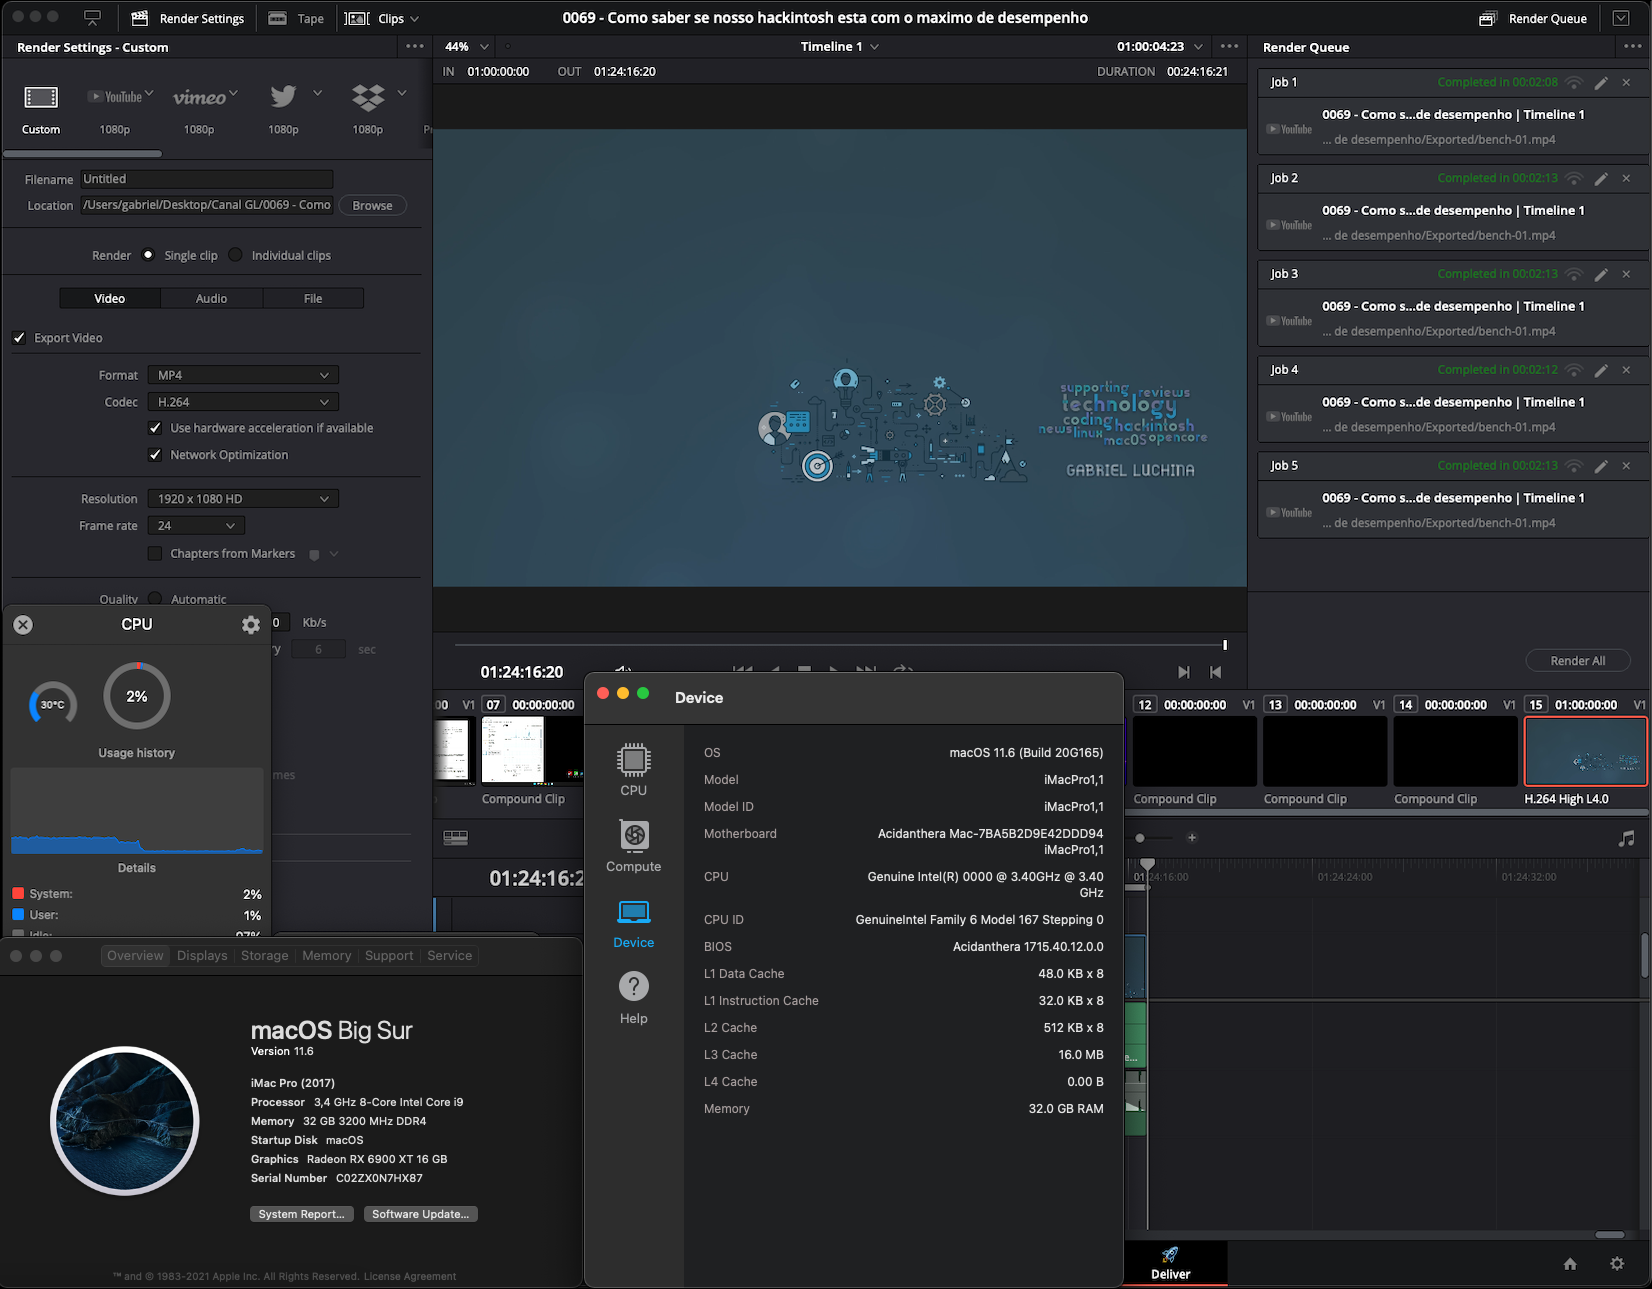 Render Settings
Tape
Clips
0069 - Como saber se nosso hackintosh esta com o maximo de desempenho
Render Queue
Render Settings - Custom
44%
Timeline 1
01:00:04:23
Render Queue
IN 01:00:00:00 OUT 01:24:16:20
DURATION 00:24:16:21
YouTube
vimeo
Custom
1080p
1080p
1080p
1080p
Filename Untitled
Location /Users/gabriel/Desktop/Canal GL/0069 - Como
Browse
Render Single clip Individual clips
Video Audio File
Export Video
Format MP4
Codec H.264
Use hardware acceleration if available
Network Optimization
Resolution 1920 x 1080 HD
Frame rate 24
Chapters from Markers
Quality Automatic
0 Kb/s
6 sec
supporting reviews
technology
coding hackintosh
news linux macOS opencore
GABRIEL LUCHINA
Job 1 Completed in 00:02:08
0069 - Como s...de desempenho | Timeline 1
YouTube
... de desempenho/Exported/bench-01.mp4
Job 2 Completed in 00:02:13
0069 - Como s...de desempenho | Timeline 1
YouTube
... de desempenho/Exported/bench-01.mp4
Job 3 Completed in 00:02:13
0069 - Como s...de desempenho | Timeline 1
YouTube
... de desempenho/Exported/bench-01.mp4
Job 4 Completed in 00:02:12
0069 - Como s...de desempenho | Timeline 1
YouTube
... de desempenho/Exported/bench-01.mp4
Job 5 Completed in 00:02:13
0069 - Como s...de desempenho | Timeline 1
YouTube
... de desempenho/Exported/bench-01.mp4
Render All
01:24:16:20
00 V1 07 00:00:00:00
Compound Clip
12 00:00:00:00 V1
Compound Clip
13 00:00:00:00 V1
Compound Clip
14 00:00:00:00 V1
Compound Clip
15 01:00:00:00 V1
H.264 High L4.0
01:24:16:2
01:24:16:00
01:24:24:00
01:24:32:00
e...
Deliver
CPU
30°C
2%
Usage history
Details
System: 2%
User: 1%
Idle: 97%
Overview Displays Storage Memory Support Service
macOS Big Sur
Version 11.6
iMac Pro (2017)
Processor 3,4 GHz 8-Core Intel Core i9
Memory 32 GB 3200 MHz DDR4
Startup Disk macOS
Graphics Radeon RX 6900 XT 16 GB
Serial Number C02ZX0N7HX87
System Report...
Software Update...
™ and © 1983-2021 Apple Inc. All Rights Reserved. License Agreement
Device
CPU
Compute
Device
Help
OS macOS 11.6 (Build 20G165)
Model iMacPro1,1
Model ID iMacPro1,1
Motherboard Acidanthera Mac-7BA5B2D9E42DDD94
iMacPro1,1
CPU Genuine Intel(R) 0000 @ 3.40GHz @ 3.40
GHz
CPU ID GenuineIntel Family 6 Model 167 Stepping 0
BIOS Acidanthera 1715.40.12.0.0
L1 Data Cache 48.0 KB x 8
L1 Instruction Cache 32.0 KB x 8
L2 Cache 512 KB x 8
L3 Cache 16.0 MB
L4 Cache 0.00 B
Memory 32.0 GB RAM